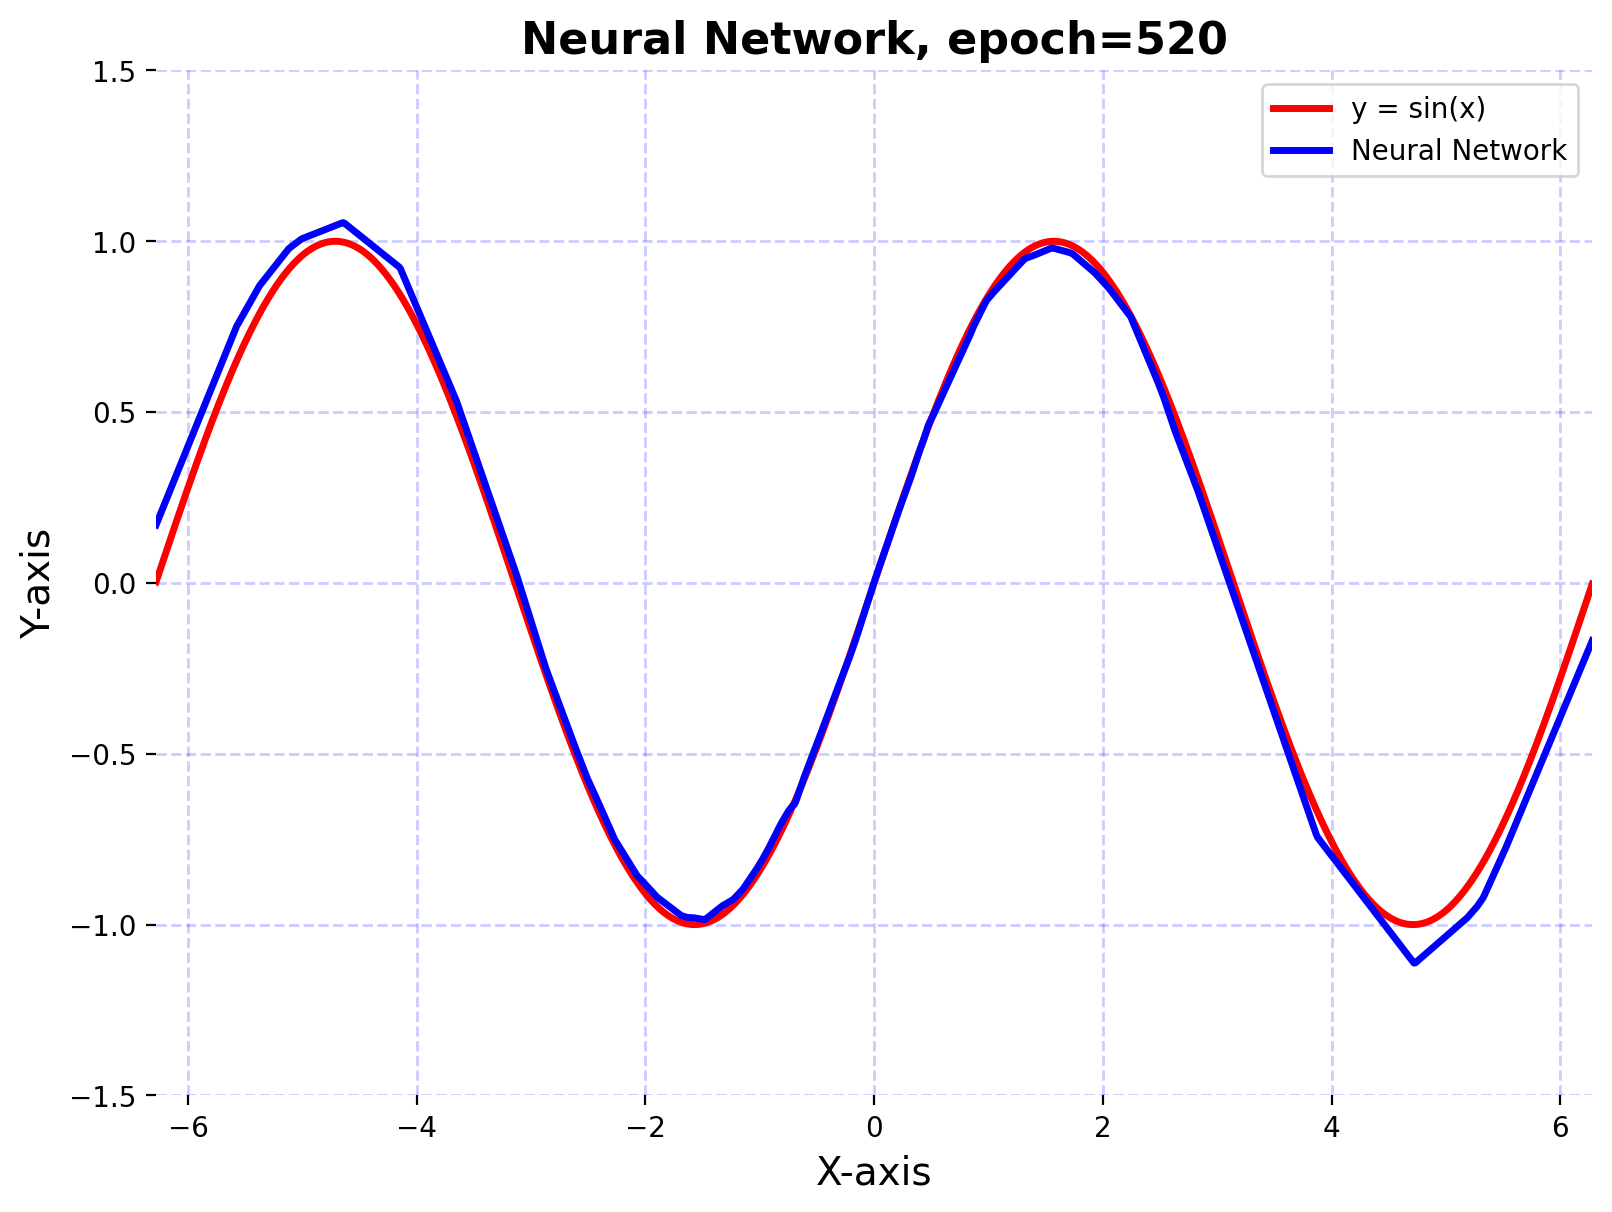 Neural Network, epoch=520
y = sin(x)
Neural Network
1.5
1.0
0.5
0.0
−0.5
−1.0
−1.5
Y-axis
−6 −4 −2 0 2 4 6
X-axis